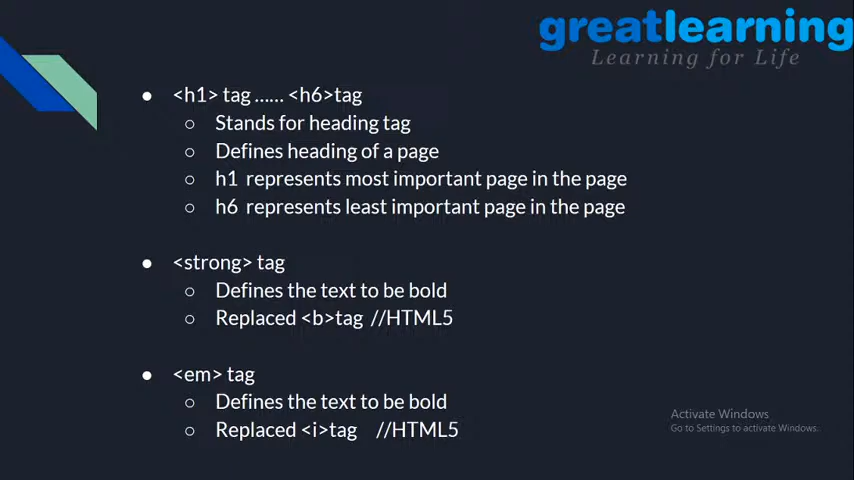 greatlearning
Learning for Life
● <h1> tag ...... <h6>tag
○ Stands for heading tag
○ Defines heading of a page
○ h1 represents most important page in the page
○ h6 represents least important page in the page
● <strong> tag
○ Defines the text to be bold
○ Replaced <b>tag //HTML5
● <em> tag
○ Defines the text to be bold
○ Replaced <i>tag //HTML5
Activate Windows
Go to Settings to activate Windows.